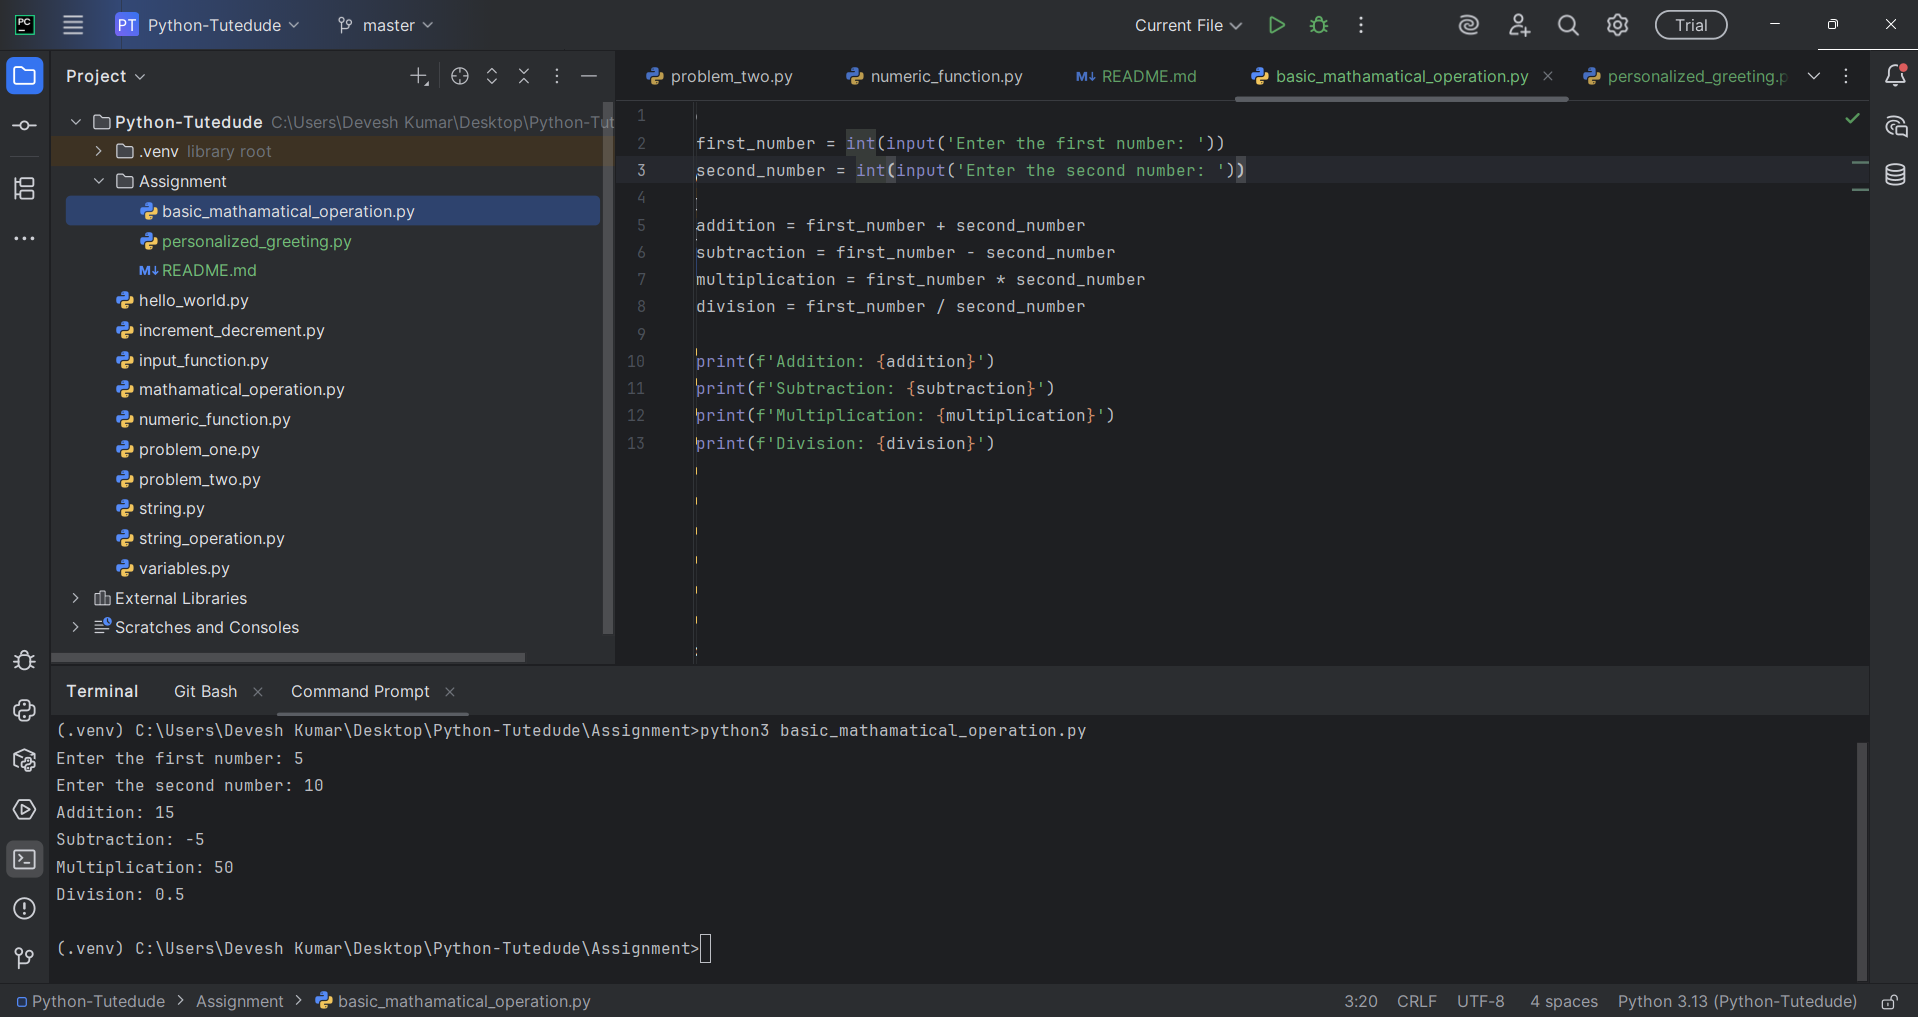 PC PT Python-Tutedude master Current File Trial
Project
Python-Tutedude C:\Users\Devesh Kumar\Desktop\Python-Tut
.venv library root
Assignment
basic_mathamatical_operation.py
personalized_greeting.py
M↓ README.md
hello_world.py
increment_decrement.py
input_function.py
mathamatical_operation.py
numeric_function.py
problem_one.py
problem_two.py
string.py
string_operation.py
variables.py
External Libraries
Scratches and Consoles
problem_two.py numeric_function.py M↓ README.md basic_mathamatical_operation.py personalized_greeting.p
1
2 first_number = int(input('Enter the first number: '))
3 second_number = int(input('Enter the second number: '))
4
5 addition = first_number + second_number
6 subtraction = first_number - second_number
7 multiplication = first_number * second_number
8 division = first_number / second_number
9
10 print(f'Addition: {addition}')
11 print(f'Subtraction: {subtraction}')
12 print(f'Multiplication: {multiplication}')
13 print(f'Division: {division}')
Terminal Git Bash Command Prompt
(.venv) C:\Users\Devesh Kumar\Desktop\Python-Tutedude\Assignment>python3 basic_mathamatical_operation.py
Enter the first number: 5
Enter the second number: 10
Addition: 15
Subtraction: -5
Multiplication: 50
Division: 0.5
(.venv) C:\Users\Devesh Kumar\Desktop\Python-Tutedude\Assignment>
Python-Tutedude > Assignment > basic_mathamatical_operation.py 3:20 CRLF UTF-8 4 spaces Python 3.13 (Python-Tutedude)